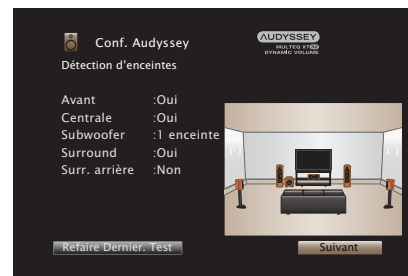 Conf. Audyssey
AUDYSSEY
MULTEQ XT32
DYNAMIC VOLUME
Détection d'enceintes
Avant :Oui
Centrale :Oui
Subwoofer :1 enceinte
Surround :Oui
Surr. arrière :Non
Refaire Dernier. Test
Suivant